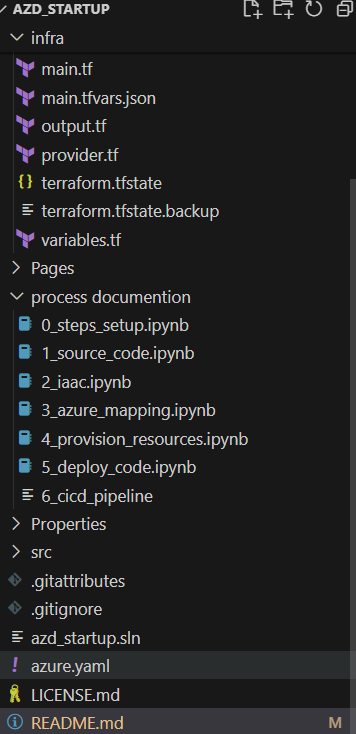 AZD_STARTUP
infra
main.tf
main.tfvars.json
output.tf
provider.tf
{} terraform.tfstate
terraform.tfstate.backup
variables.tf
Pages
process documention
0_steps_setup.ipynb
1_source_code.ipynb
2_iaac.ipynb
3_azure_mapping.ipynb
4_provision_resources.ipynb
5_deploy_code.ipynb
6_cicd_pipeline
Properties
src
.gitattributes
.gitignore
azd_startup.sln
! azure.yaml
LICENSE.md
README.md M